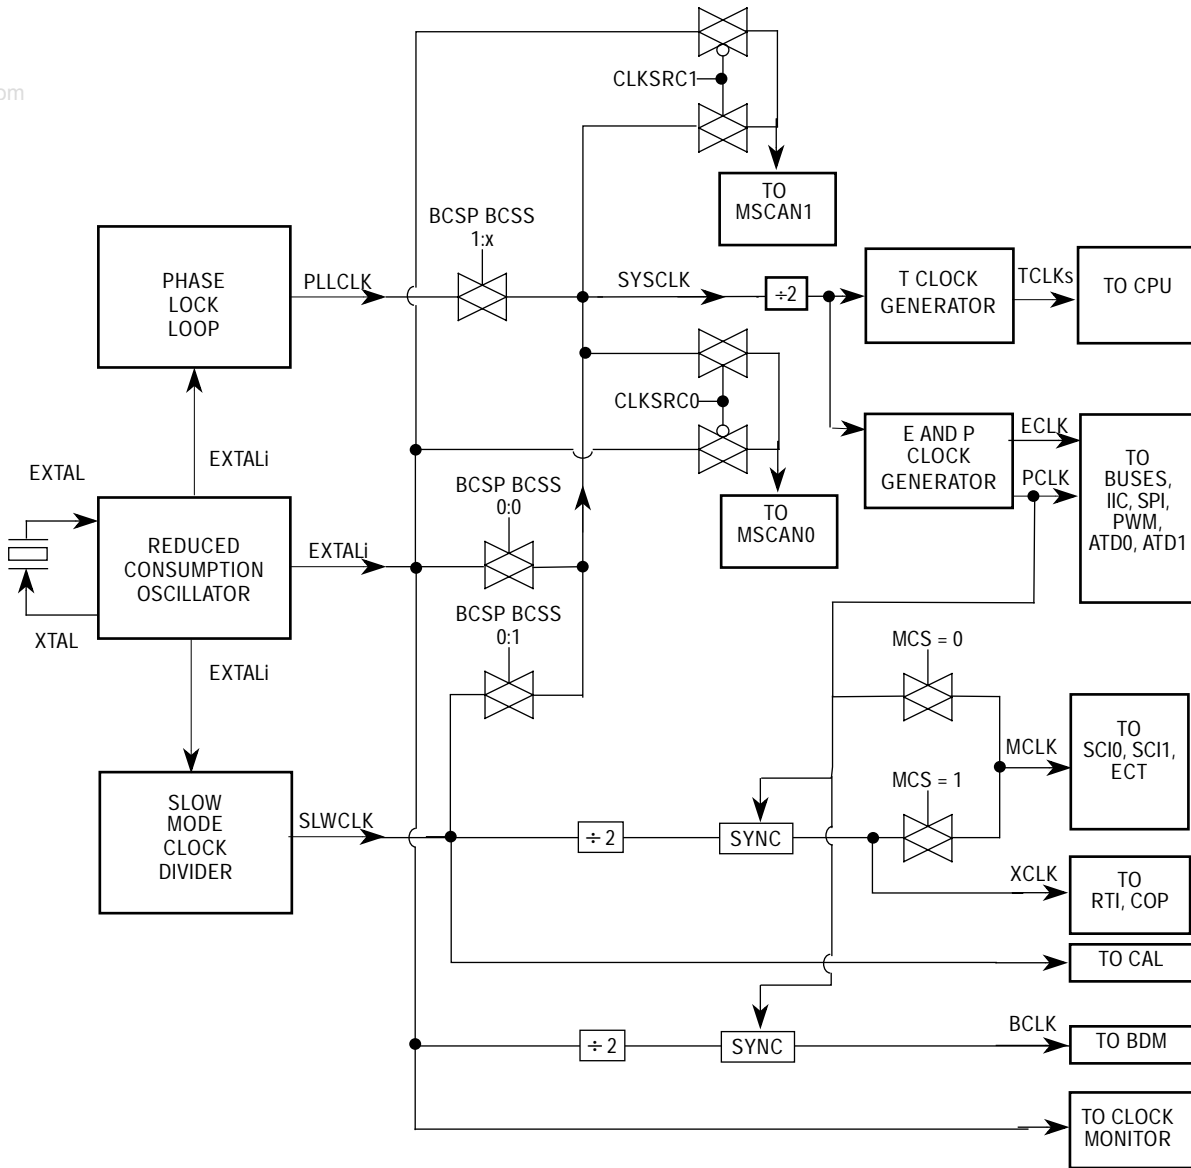 om
CLKSRC1
TO
MSCAN1
BCSP BCSS
1:x
PHASE
LOCK
LOOP
PLLCLK
SYSCLK
÷2
T CLOCK
GENERATOR
TCLKs
TO CPU
CLKSRC0
E AND P
CLOCK
GENERATOR
ECLK
PCLK
TO
BUSES,
IIC, SPI,
PWM,
ATD0, ATD1
EXTALi
EXTAL
BCSP BCSS
0:0
TO
MSCAN0
REDUCED
CONSUMPTION
OSCILLATOR
EXTALi
XTAL
BCSP BCSS
0:1
EXTALi
MCS = 0
TO
SCI0, SCI1,
ECT
MCLK
MCS = 1
SLOW
MODE
CLOCK
DIVIDER
SLWCLK
÷ 2
SYNC
XCLK
TO
RTI, COP
TO CAL
÷ 2
SYNC
BCLK
TO BDM
TO CLOCK
MONITOR